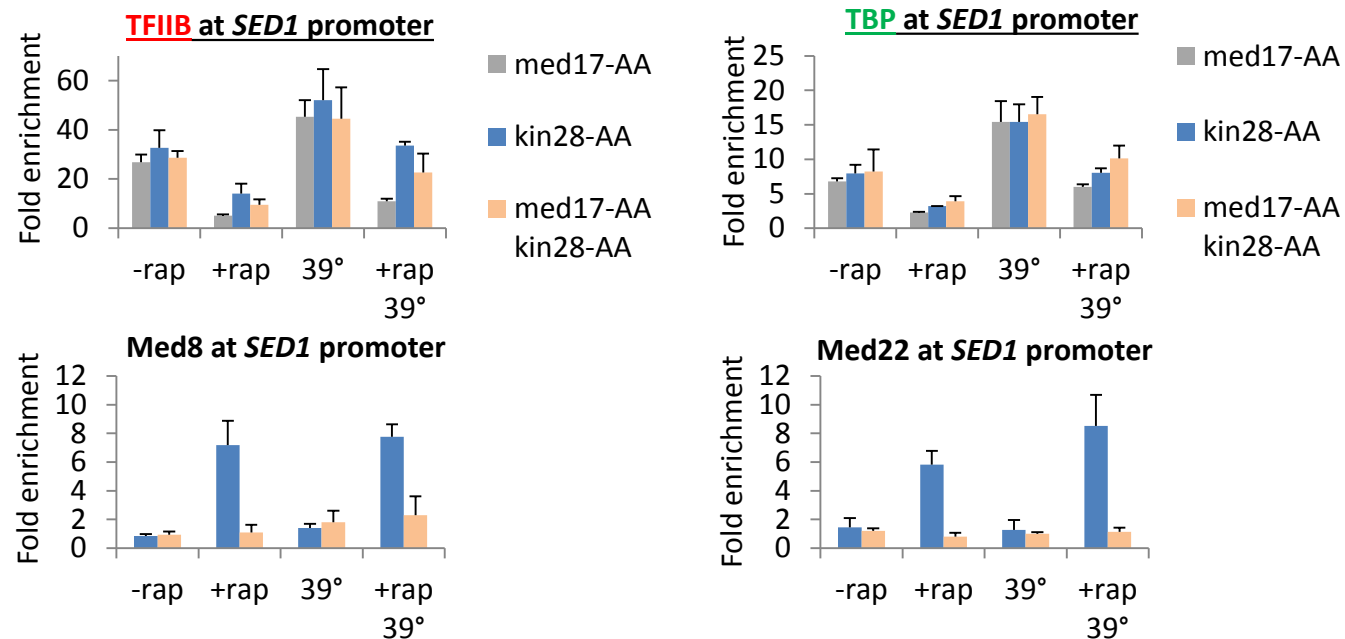 TFIIB at SED1 promoter
Fold enrichment
60
40
20
0
-rap
+rap
39°
+rap
39°
med17-AA
kin28-AA
med17-AA
kin28-AA
TBP at SED1 promoter
Fold enrichment
25
20
15
10
5
0
-rap
+rap
39°
+rap
39°
med17-AA
kin28-AA
med17-AA
kin28-AA
Med8 at SED1 promoter
Fold enrichment
12
10
8
6
4
2
0
-rap
+rap
39°
+rap
39°
Med22 at SED1 promoter
Fold enrichment
12
10
8
6
4
2
0
-rap
+rap
39°
+rap
39°